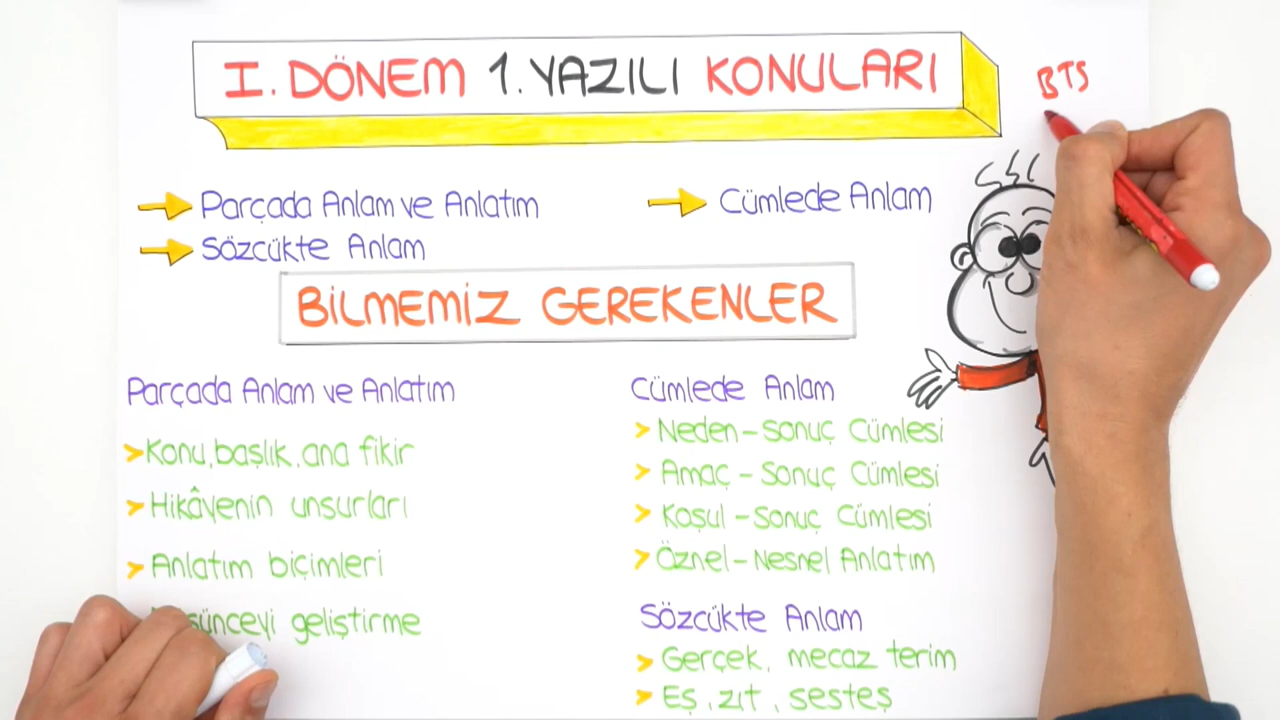 I. DÖNEM 1. YAZILI KONULARI
BTS
Parçada Anlam ve Anlatım
Cümlede Anlam
Sözcükte Anlam
BİLMEMİZ GEREKENLER
Parçada Anlam ve Anlatım
Konu, başlık, ana fikir
Hikâyenin unsurları
Anlatım biçimleri
geliştirme
Cümlede Anlam
Neden - Sonuç Cümlesi
Amaç - Sonuç Cümlesi
Koşul - Sonuç Cümlesi
Öznel - Nesnel Anlatım
Sözcükte Anlam
Gerçek, mecaz terim
Eş, zıt, sesteş